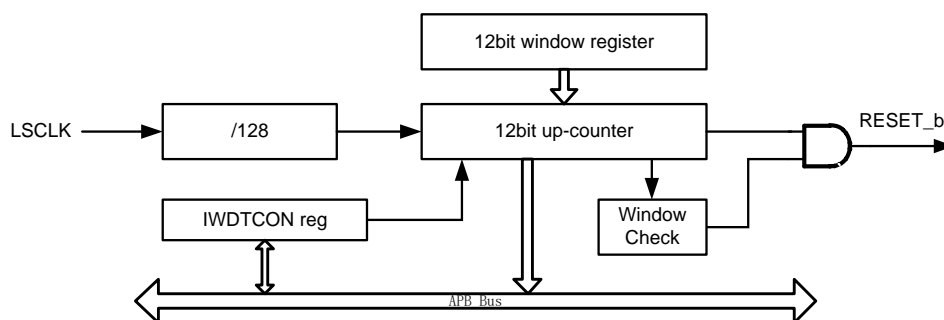 12bit window register
LSCLK
/128
12bit up-counter
RESET_b
IWDTCON reg
Window
Check
APB Bus